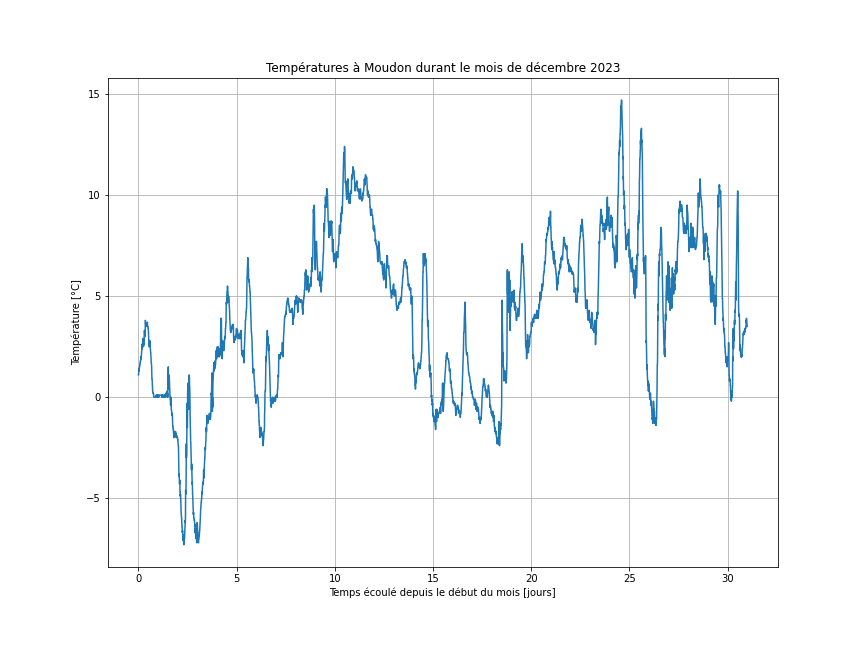 Températures à Moudon durant le mois de décembre 2023
15
10
5
0
−5
Température [°C]
0 5 10 15 20 25 30
Temps écoulé depuis le début du mois [jours]